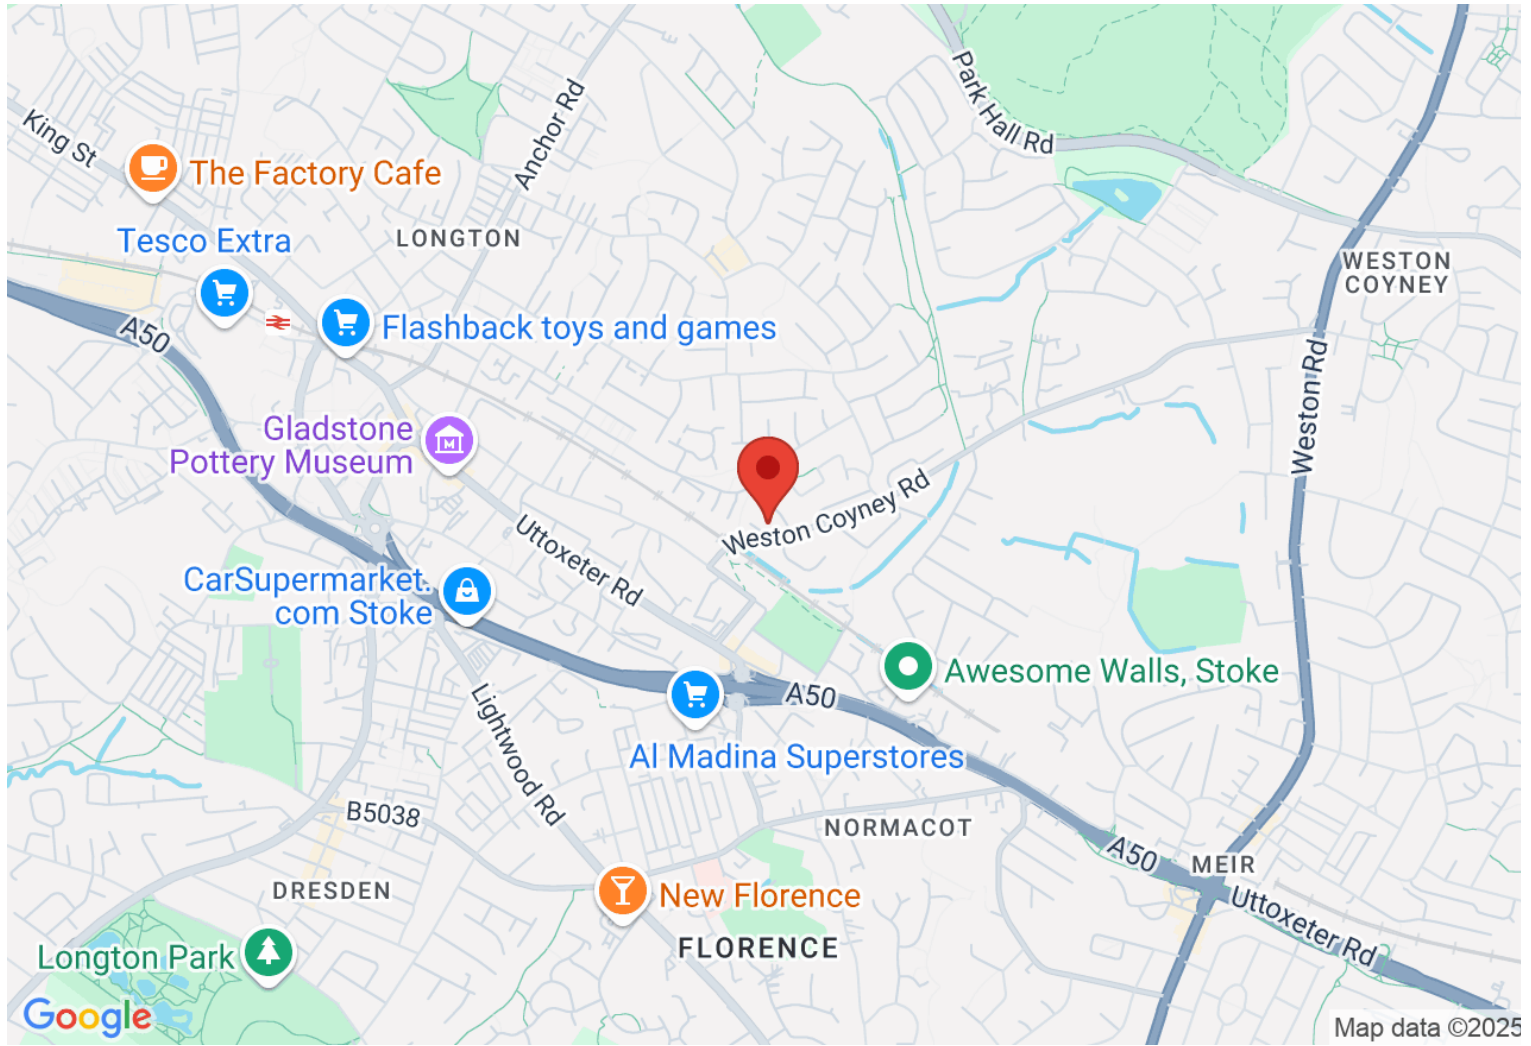 Park Hall Rd
King St
Anchor Rd
The Factory Cafe
Tesco Extra
LONGTON
WESTON
COYNEY
A50
Flashback toys and games
Weston Rd
Gladstone
Pottery Museum
Weston Coyney Rd
Uttoxeter Rd
CarSupermarket.
com Stoke
Awesome Walls, Stoke
A50
Lightwood Rd
Al Madina Superstores
B5038
NORMACOT
A50
MEIR
DRESDEN
New Florence
Uttoxeter Rd
FLORENCE
Longton Park
Google
Map data ©2025